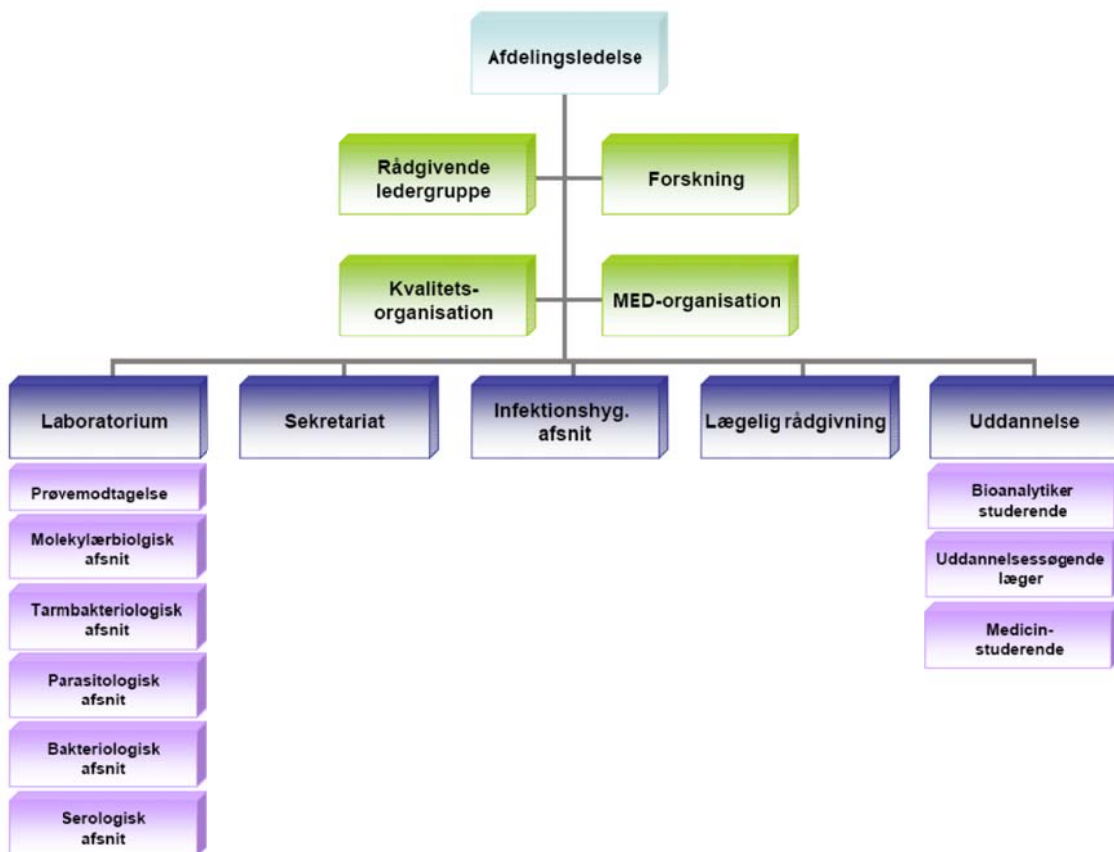 Afdelingsledelse
Rådgivende
ledergruppe
Forskning
Kvalitets-
organisation
MED-organisation
Laboratorium
Sekretariat
Infektionshyg.
afsnit
Lægelig rådgivning
Uddannelse
Prøvemodtagelse
Molekylærbiolgisk
afsnit
Tarmbakteriologisk
afsnit
Parasitologisk
afsnit
Bakteriologisk
afsnit
Serologisk
afsnit
Bioanalytiker
studerende
Uddannelsessøgende
læger
Medicin-
studerende